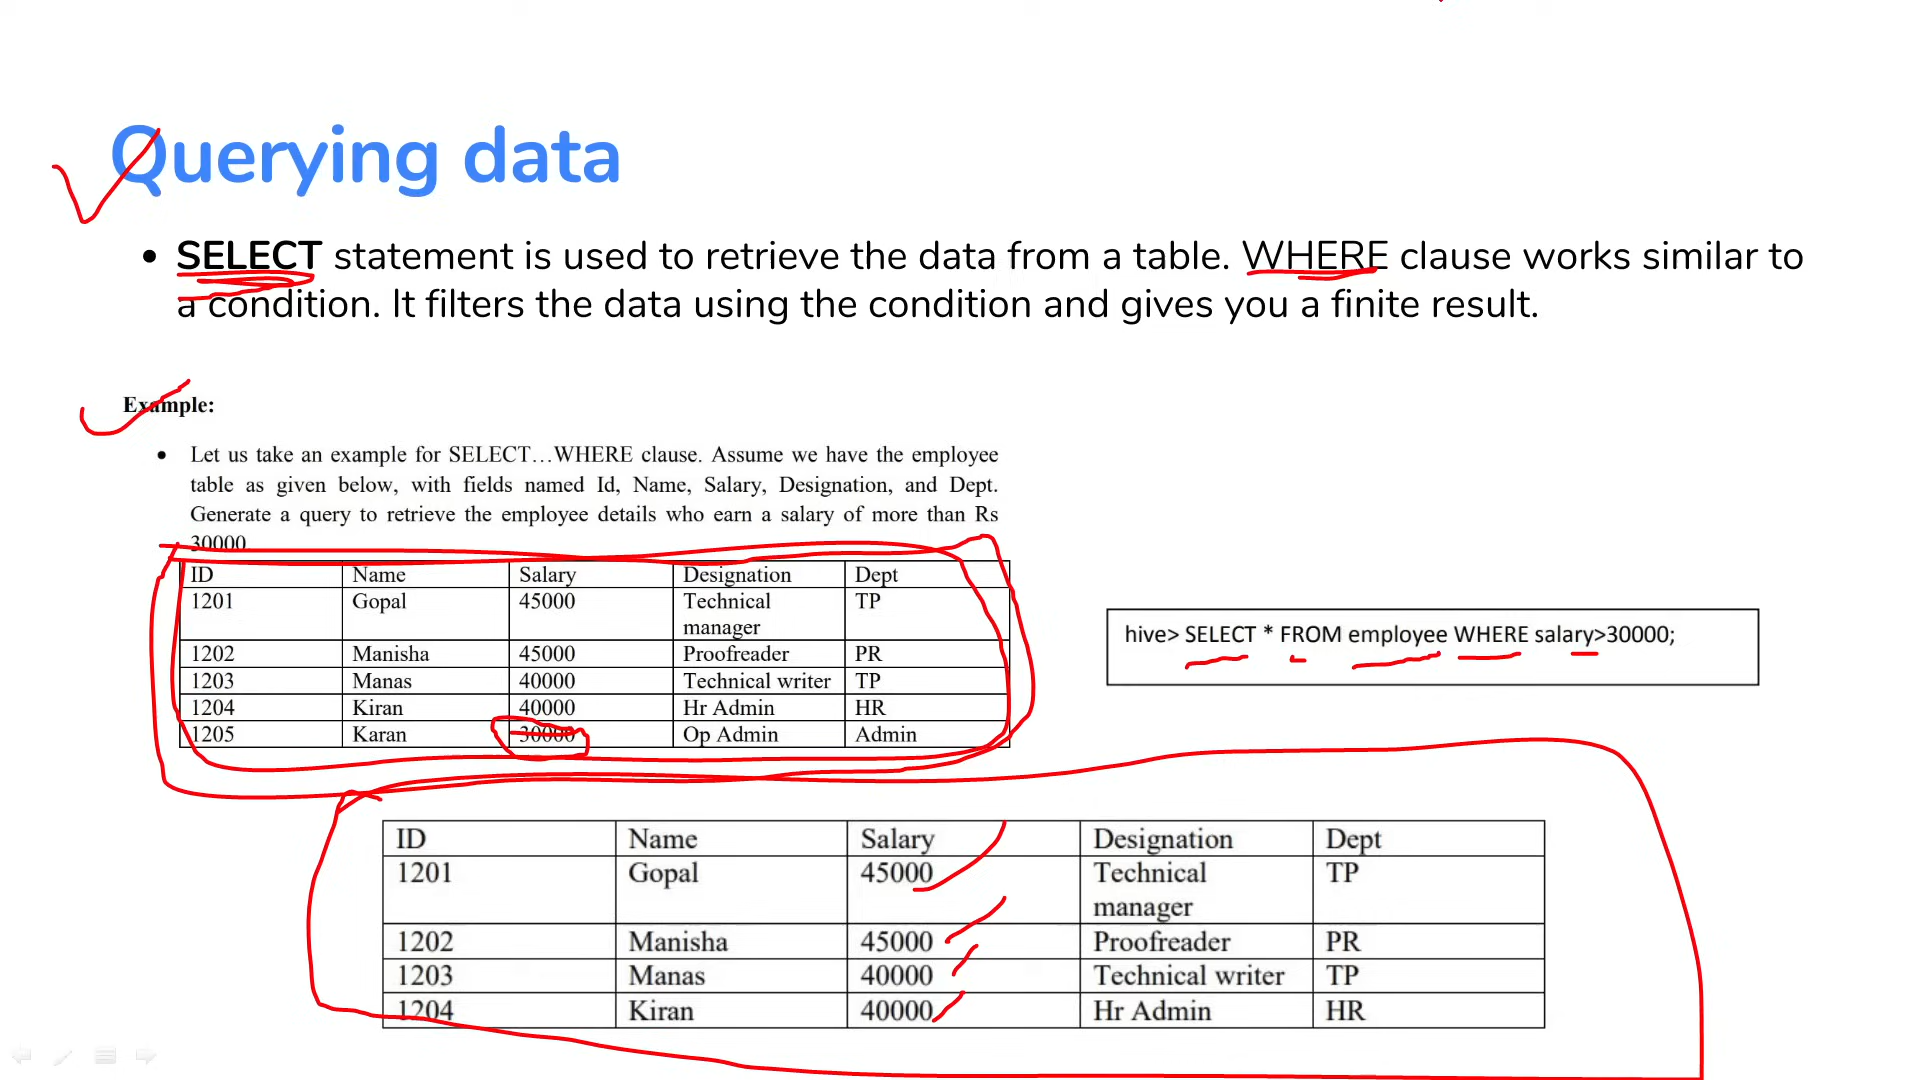 Querying data
• SELECT statement is used to retrieve the data from a table. WHERE clause works similar to
a condition. It filters the data using the condition and gives you a finite result.
Example:
• Let us take an example for SELECT…WHERE clause. Assume we have the employee
table as given below, with fields named Id, Name, Salary, Designation, and Dept.
Generate a query to retrieve the employee details who earn a salary of more than Rs
30000
ID Name Salary Designation Dept
1201 Gopal 45000 Technical manager TP
1202 Manisha 45000 Proofreader PR
1203 Manas 40000 Technical writer TP
1204 Kiran 40000 Hr Admin HR
1205 Karan 30000 Op Admin Admin
hive> SELECT * FROM employee WHERE salary>30000;
ID Name Salary Designation Dept
1201 Gopal 45000 Technical manager TP
1202 Manisha 45000 Proofreader PR
1203 Manas 40000 Technical writer TP
1204 Kiran 40000 Hr Admin HR